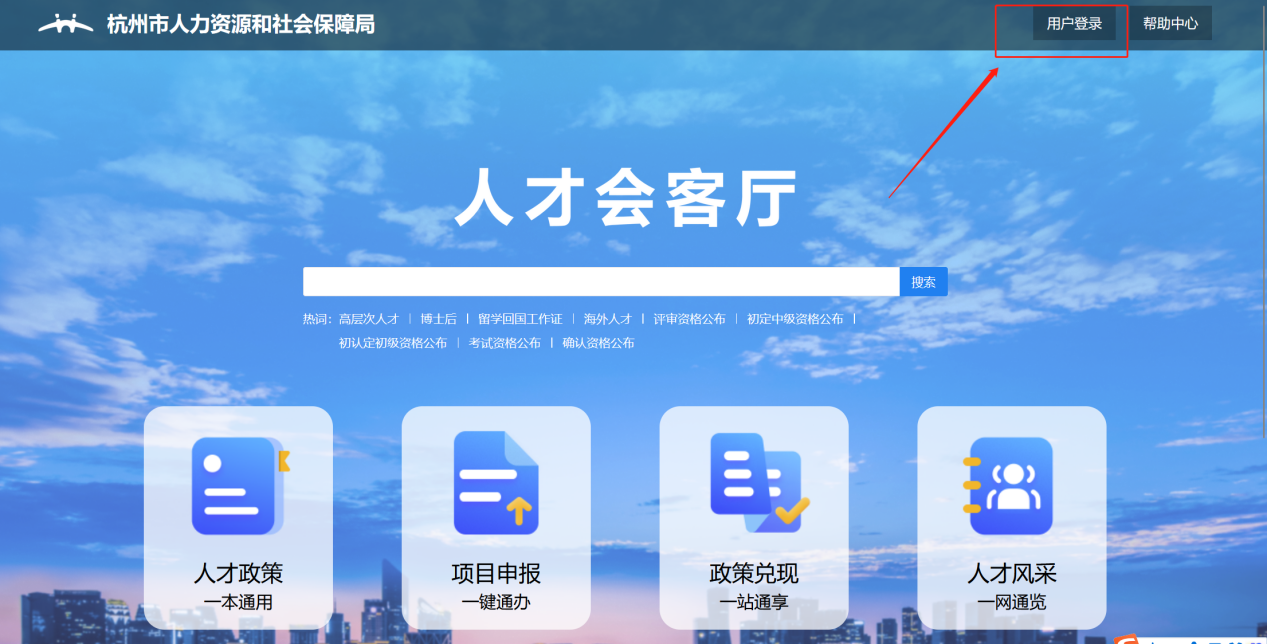 杭州市人力资源和社会保障局
用户登录 帮助中心
人才会客厅
搜索
热词: 高层次人才 | 博士后 | 留学回国工作证 | 海外人才 | 评审资格公布 | 初定中级资格公布 |
初认定初级资格公布 | 考试资格公布 | 确认资格公布
人才政策 项目申报 政策兑现 人才风采
一本通用 一键通办 一站通享 一网通览